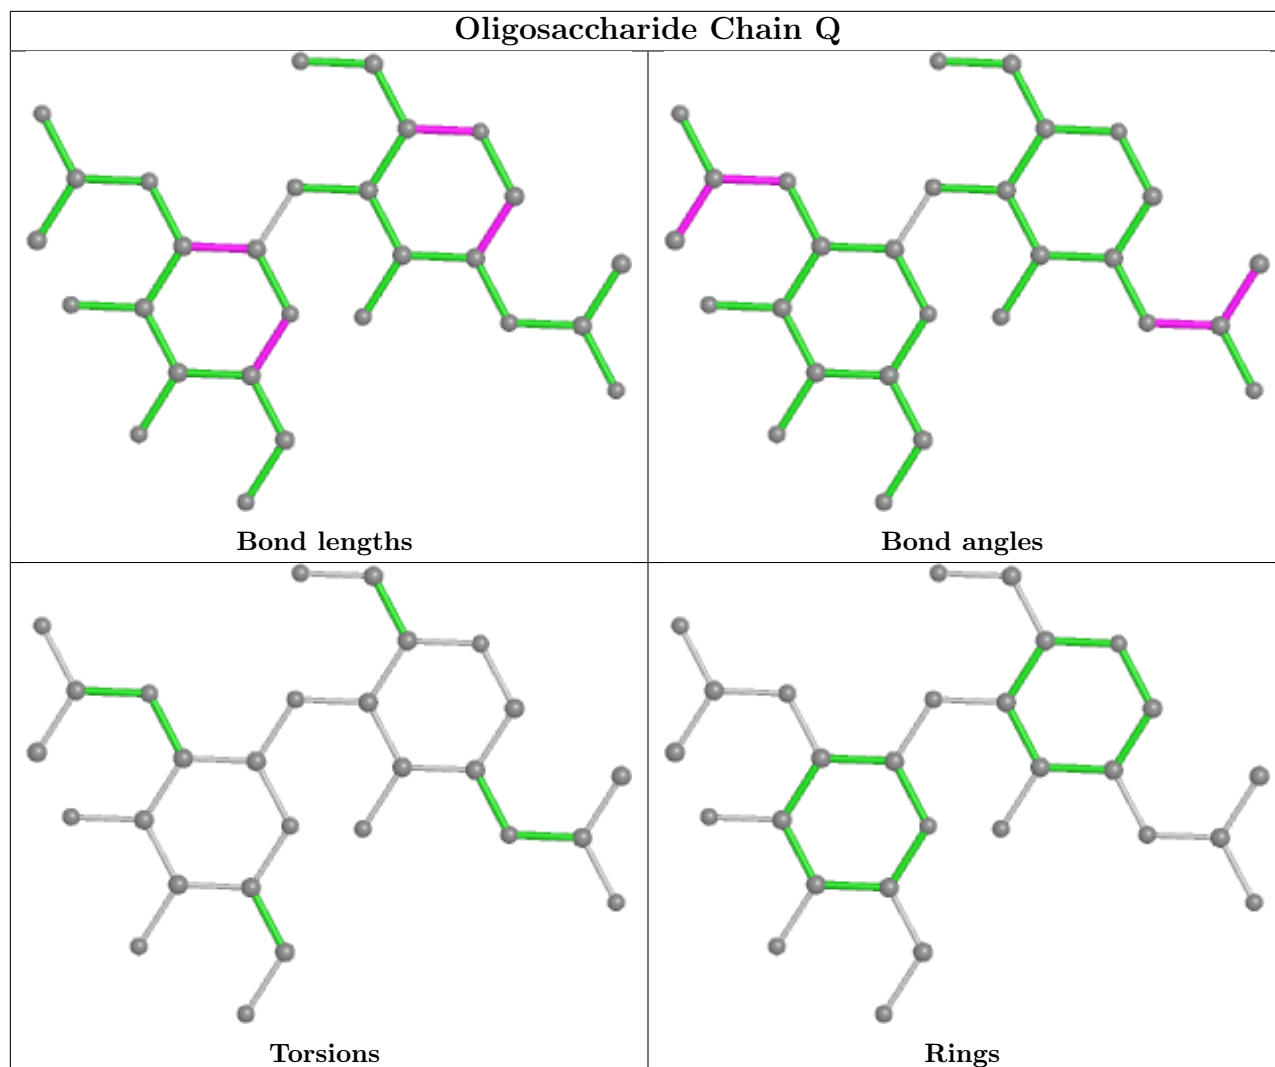 Oligosaccharide Chain Q
Bond lengths
Bond angles
Torsions
Rings